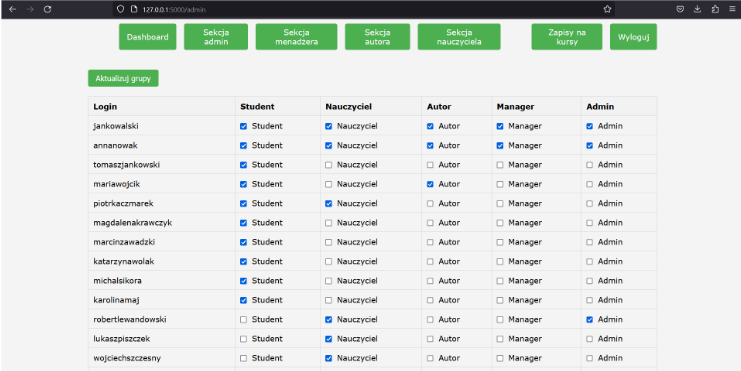 127.0.0.1:5000/admin
Dashboard
Sekcja
admin
Sekcja
menadżera
Sekcja
autora
Sekcja
nauczyciela
Zapisy na
kursy
Wyloguj
Aktualizuj grupy
Login Student Nauczyciel Autor Manager Admin
jankowalski Student Nauczyciel Autor Manager Admin
annanowak Student Nauczyciel Autor Manager Admin
tomaszjankowski Student Nauczyciel Autor Manager Admin
mariawojcik Student Nauczyciel Autor Manager Admin
piotrkaczmarek Student Nauczyciel Autor Manager Admin
magdalenakrawczyk Student Nauczyciel Autor Manager Admin
marcinzawadzki Student Nauczyciel Autor Manager Admin
katarzynawolak Student Nauczyciel Autor Manager Admin
michalsikora Student Nauczyciel Autor Manager Admin
karolinamaj Student Nauczyciel Autor Manager Admin
robertlewandowski Student Nauczyciel Autor Manager Admin
lukaszpiszczek Student Nauczyciel Autor Manager Admin
wojciechszczesny Student Nauczyciel Autor Manager Admin